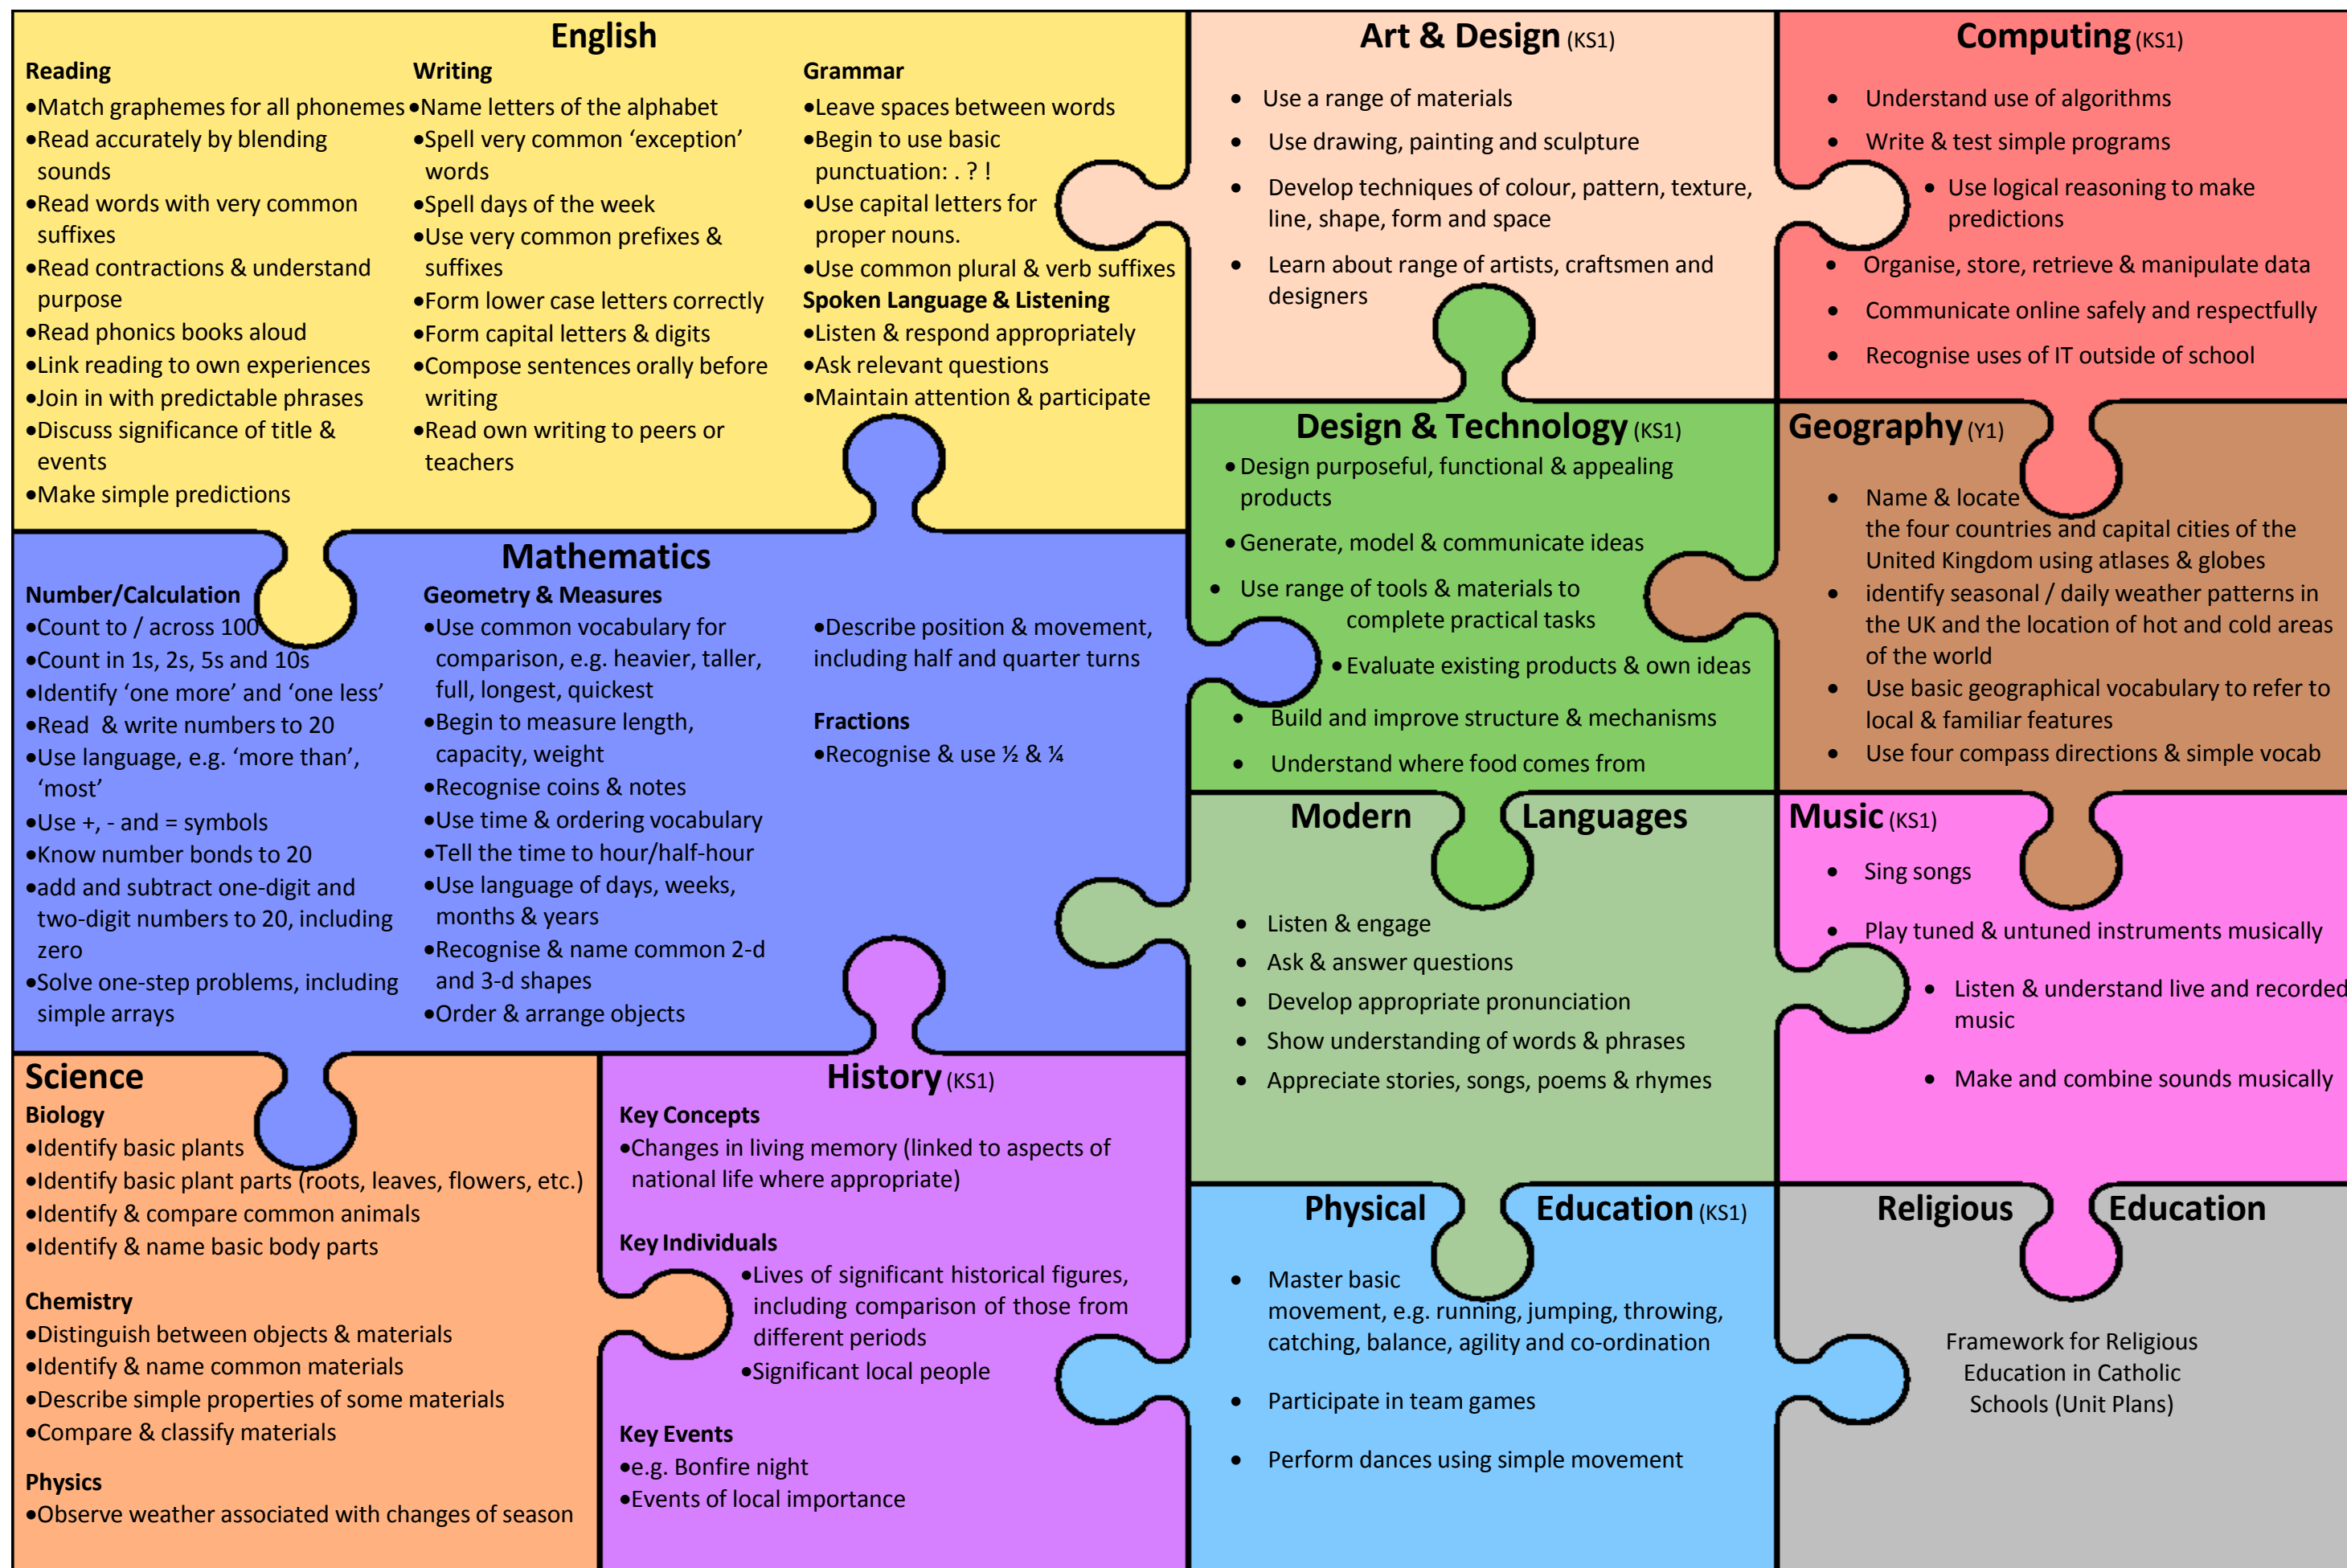 English
Reading
•Match graphemes for all phonemes
•Read accurately by blending
sounds
•Read words with very common
suffixes
•Read contractions & understand
purpose
•Read phonics books aloud
•Link reading to own experiences
•Join in with predictable phrases
•Discuss significance of title &
events
•Make simple predictions
Writing
•Name letters of the alphabet
•Spell very common ‘exception’
words
•Spell days of the week
•Use very common prefixes &
suffixes
•Form lower case letters correctly
•Form capital letters & digits
•Compose sentences orally before
writing
•Read own writing to peers or
teachers
Grammar
•Leave spaces between words
•Begin to use basic
punctuation: . ? !
•Use capital letters for
proper nouns.
•Use common plural & verb suffixes
Spoken Language & Listening
•Listen & respond appropriately
•Ask relevant questions
•Maintain attention & participate
Art & Design (KS1)
• Use a range of materials
• Use drawing, painting and sculpture
• Develop techniques of colour, pattern, texture,
line, shape, form and space
• Learn about range of artists, craftsmen and
designers
Computing (KS1)
• Understand use of algorithms
• Write & test simple programs
• Use logical reasoning to make
predictions
• Organise, store, retrieve & manipulate data
• Communicate online safely and respectfully
• Recognise uses of IT outside of school
Mathematics
Number/Calculation
•Count to / across 100
•Count in 1s, 2s, 5s and 10s
•Identify ‘one more’ and ‘one less’
•Read & write numbers to 20
•Use language, e.g. ‘more than’,
‘most’
•Use +, - and = symbols
•Know number bonds to 20
•add and subtract one-digit and
two-digit numbers to 20, including
zero
•Solve one-step problems, including
simple arrays
Geometry & Measures
•Use common vocabulary for
comparison, e.g. heavier, taller,
full, longest, quickest
•Begin to measure length,
capacity, weight
•Recognise coins & notes
•Use time & ordering vocabulary
•Tell the time to hour/half-hour
•Use language of days, weeks,
months & years
•Recognise & name common 2-d
and 3-d shapes
•Order & arrange objects
•Describe position & movement,
including half and quarter turns
Fractions
•Recognise & use ½ & ¼
Design & Technology (KS1)
• Design purposeful, functional & appealing
products
• Generate, model & communicate ideas
• Use range of tools & materials to
complete practical tasks
• Evaluate existing products & own ideas
• Build and improve structure & mechanisms
• Understand where food comes from
Geography (Y1)
• Name & locate
the four countries and capital cities of the
United Kingdom using atlases & globes
• identify seasonal / daily weather patterns in
the UK and the location of hot and cold areas
of the world
• Use basic geographical vocabulary to refer to
local & familiar features
• Use four compass directions & simple vocab
Modern Languages
• Listen & engage
• Ask & answer questions
• Develop appropriate pronunciation
• Show understanding of words & phrases
• Appreciate stories, songs, poems & rhymes
Music (KS1)
• Sing songs
• Play tuned & untuned instruments musically
• Listen & understand live and recorded
music
• Make and combine sounds musically
Science
Biology
•Identify basic plants
•Identify basic plant parts (roots, leaves, flowers, etc.)
•Identify & compare common animals
•Identify & name basic body parts
Chemistry
•Distinguish between objects & materials
•Identify & name common materials
•Describe simple properties of some materials
•Compare & classify materials
Physics
•Observe weather associated with changes of season
History (KS1)
Key Concepts
•Changes in living memory (linked to aspects of
national life where appropriate)
Key Individuals
•Lives of significant historical figures,
including comparison of those from
different periods
•Significant local people
Key Events
•e.g. Bonfire night
•Events of local importance
Physical Education (KS1)
• Master basic
movement, e.g. running, jumping, throwing,
catching, balance, agility and co-ordination
• Participate in team games
• Perform dances using simple movement
Religious Education
Framework for Religious
Education in Catholic
Schools (Unit Plans)